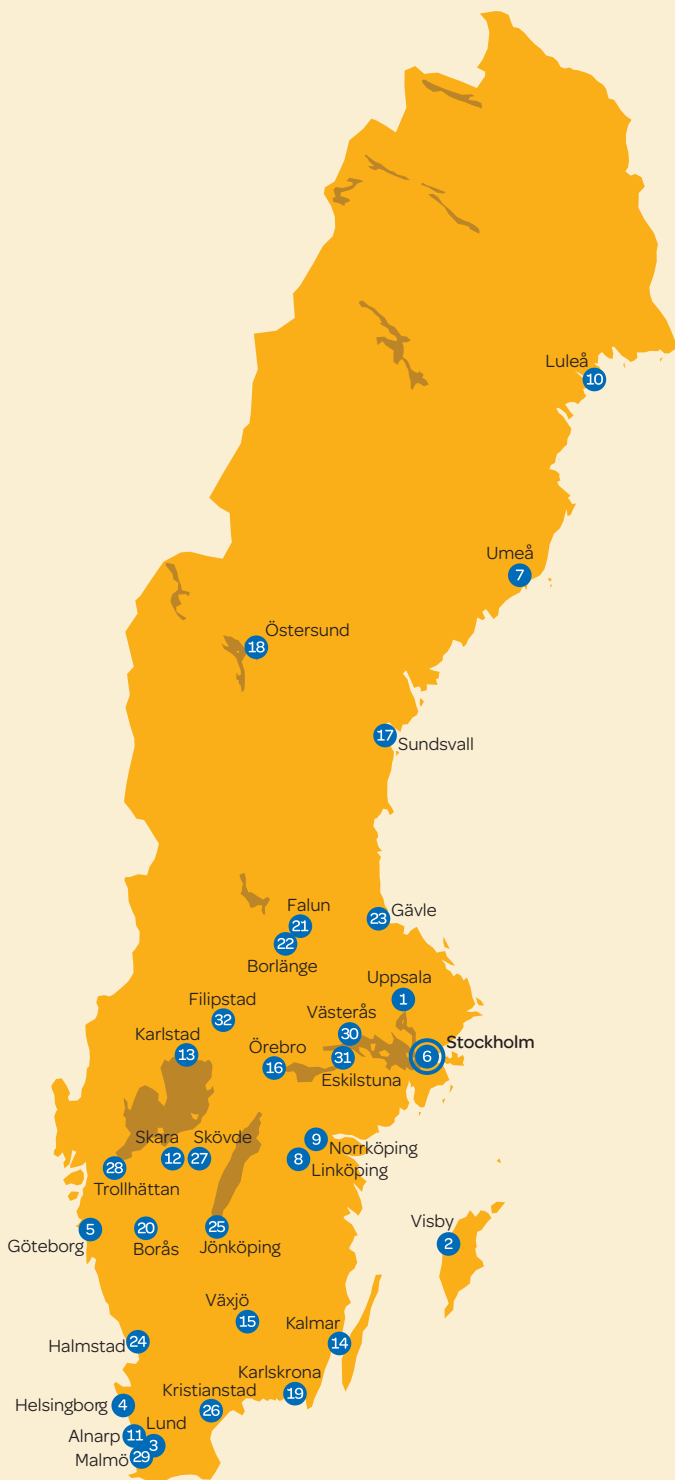 Luleå
10
Umeå
7
Östersund
18
17
Sundsvall
Falun
21
Gävle
23
22
Borlänge
Uppsala
1
Filipstad
32
Västerås
30
Stockholm
6
Karlstad
13
Örebro
16
31
Eskilstuna
9
Norrköping
8
Linköping
Skara
12
Skövde
27
28
Trollhättan
Visby
2
5
Göteborg
20
Borås
25
Jönköping
Växjö
15
Kalmar
14
Halmstad
24
Karlskrona
19
Kristianstad
26
Helsingborg
4
Alnarp
11
Lund
3
Malmö
29